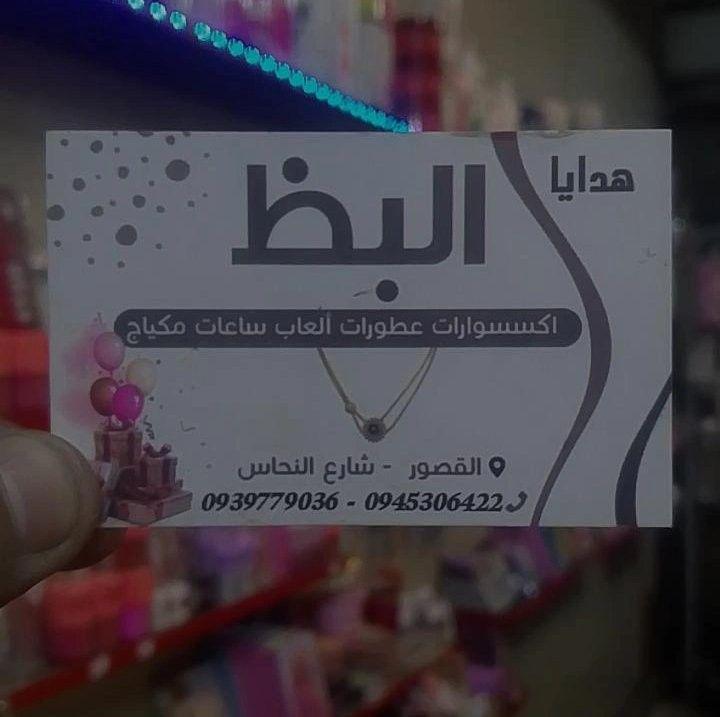 هدايا
البظ
اكسسوارات عطورات ألعاب ساعات مكياج
القصور - شارع النحاس
0939779036 - 0945306422